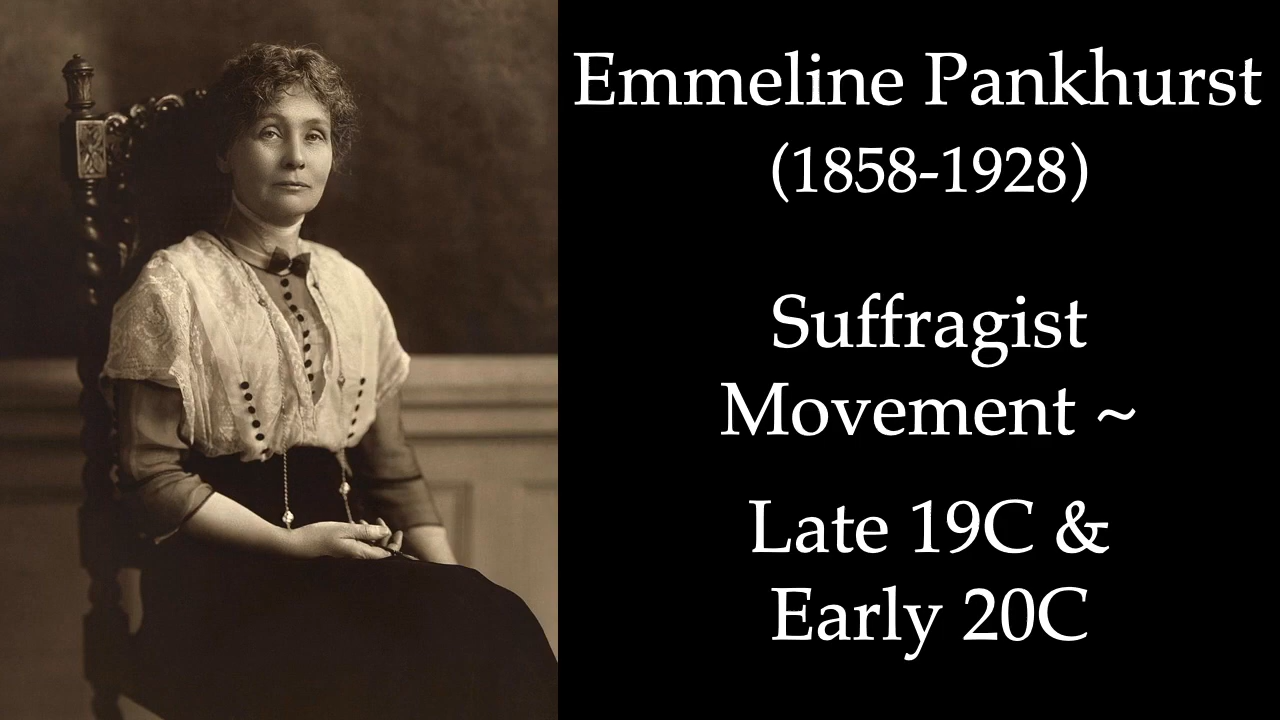 Emmeline Pankhurst
(1858-1928)
Suffragist
Movement ~
Late 19C &
Early 20C